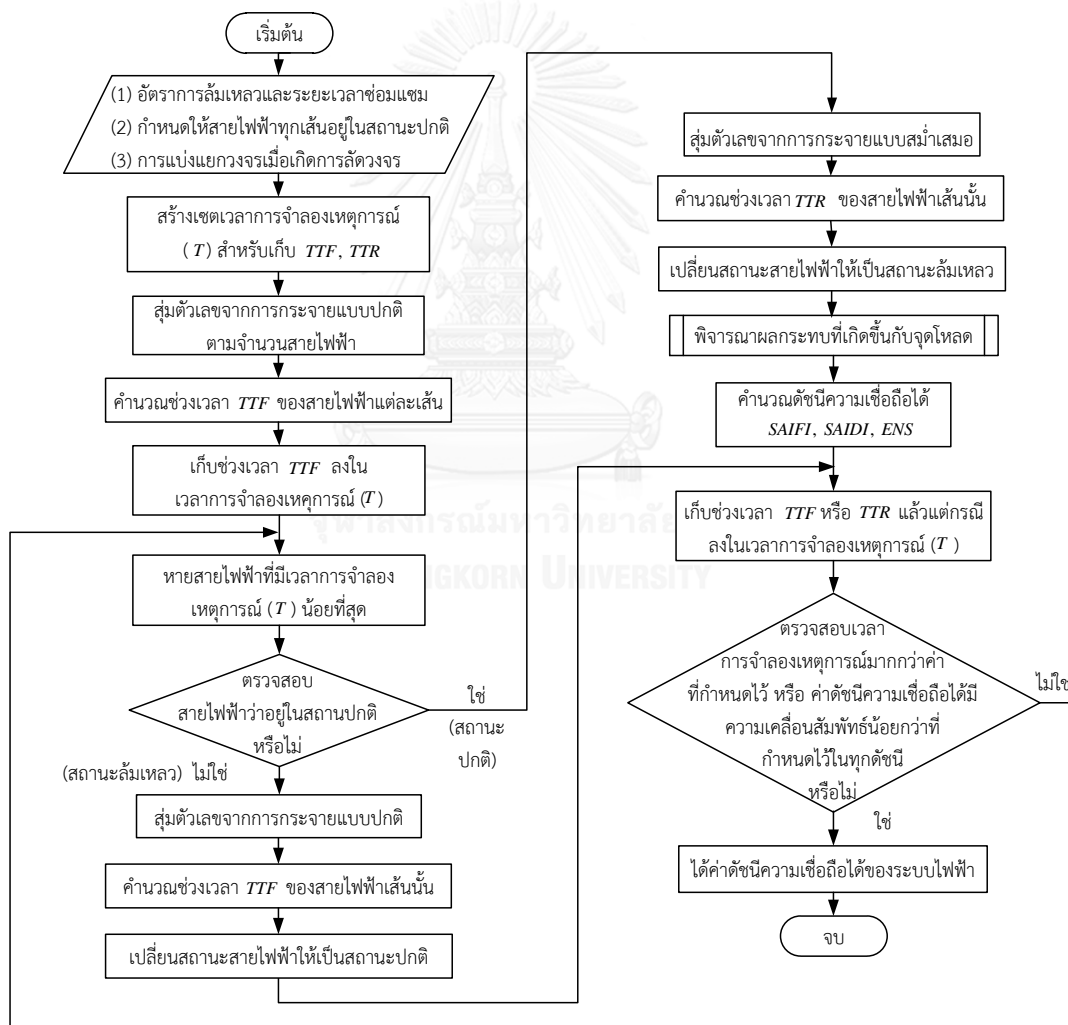 เริ่มต้น
(1) อัตราการล้มเหลวและระยะเวลาซ่อมแซม
(2) กำหนดให้สายไฟฟ้าทุกเส้นอยู่ในสถานะปกติ
(3) การแบ่งแยกวงจรเมื่อเกิดการลัดวงจร
สร้างเซตเวลาการจำลองเหตุการณ์
(T) สำหรับเก็บ TTF, TTR
สุ่มตัวเลขจากการกระจายแบบปกติ
ตามจำนวนสายไฟฟ้า
คำนวณช่วงเวลา TTF ของสายไฟฟ้าแต่ละเส้น
เก็บช่วงเวลา TTF ลงใน
เวลาการจำลองเหคุการณ์ (T)
หายสายไฟฟ้าที่มีเวลาการจำลอง
เหตุการณ์ (T) น้อยที่สุด
ตรวจสอบ
สายไฟฟ้าว่าอยู่ในสถานปกติ
หรือไม่
ใช่
(สถานะ
ปกติ)
(สถานะล้มเหลว) ไม่ใช่
สุ่มตัวเลขจากการกระจายแบบปกติ
คำนวณช่วงเวลา TTF ของสายไฟฟ้าเส้นนั้น
เปลี่ยนสถานะสายไฟฟ้าให้เป็นสถานะปกติ
สุ่มตัวเลขจากการกระจายแบบสม่ำเสมอ
คำนวณช่วงเวลา TTR ของสายไฟฟ้าเส้นนั้น
เปลี่ยนสถานะสายไฟฟ้าให้เป็นสถานะล้มเหลว
พิจารณาผลกระทบที่เกิดขึ้นกับจุดโหลด
คำนวณดัชนีความเชื่อถือได้
SAIFI, SAIDI, ENS
เก็บช่วงเวลา TTF หรือ TTR แล้วแต่กรณี
ลงในเวลาการจำลองเหตุการณ์ (T)
ตรวจสอบเวลา
การจำลองเหตุการณ์มากกว่าค่า
ที่กำหนดไว้ หรือ ค่าดัชนีความเชื่อถือได้มี
ความเคลื่อนสัมพัทธ์น้อยกว่าที่
กำหนดไว้ในทุกดัชนี
หรือไม่
ไม่ใช่
ใช่
ได้ค่าดัชนีความเชื่อถือได้ของระบบไฟฟ้า
จบ
UNIVERSITY